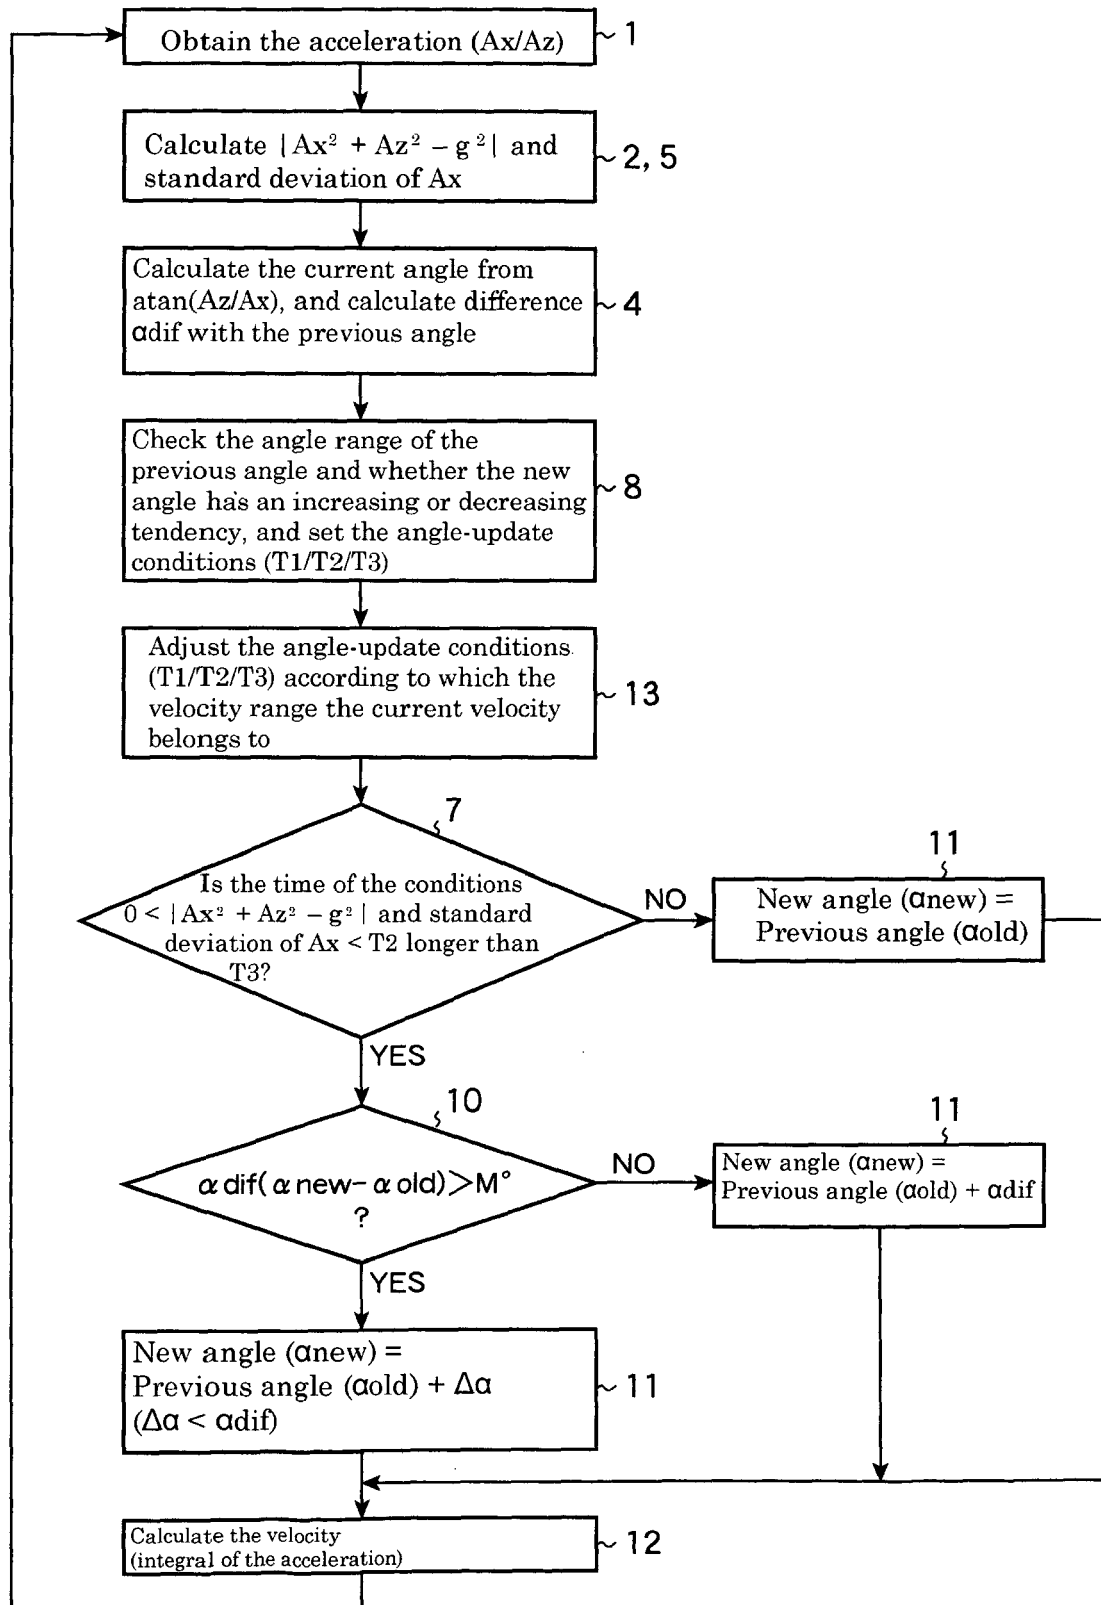 Obtain the acceleration (Ax/Az)
1
Calculate |Ax² + Az² – g²| and
standard deviation of Ax
2, 5
Calculate the current angle from
atan(Az/Ax), and calculate difference
αdif with the previous angle
4
Check the angle range of the
previous angle and whether the new
angle has an increasing or decreasing
tendency, and set the angle-update
conditions (T1/T2/T3)
8
Adjust the angle-update conditions
(T1/T2/T3) according to which the
velocity range the current velocity
belongs to
13
7
Is the time of the conditions
0 < |Ax² + Az² – g²| and standard
deviation of Ax < T2 longer than
T3?
NO
11
New angle (αnew) =
Previous angle (αold)
YES
10
αdif(αnew-αold)>M°
?
NO
11
New angle (αnew) =
Previous angle (αold) + αdif
YES
New angle (αnew) =
Previous angle (αold) + Δα
(Δα < αdif)
11
Calculate the velocity
(integral of the acceleration)
12